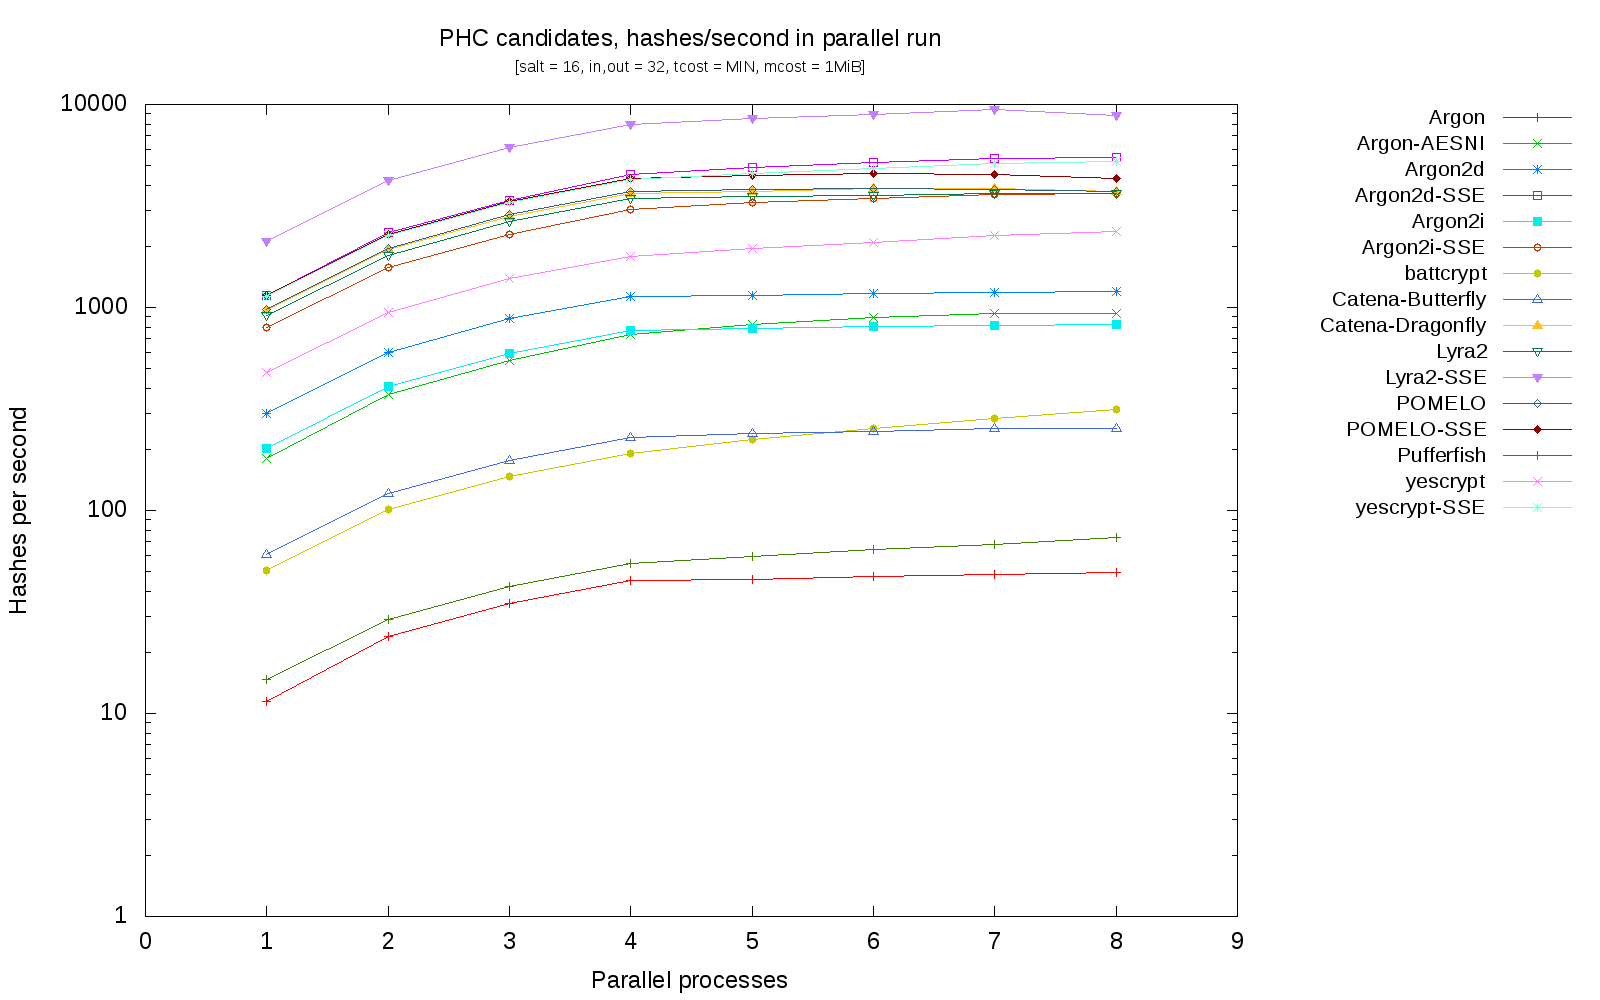 PHC candidates, hashes/second in parallel run
[salt = 16, in,out = 32, tcost = MIN, mcost = 1MiB]
10000
1000
100
10
1
Hashes per second
0 1 2 3 4 5 6 7 8 9
Parallel processes
Argon
Argon-AESNI
Argon2d
Argon2d-SSE
Argon2i
Argon2i-SSE
battcrypt
Catena-Butterfly
Catena-Dragonfly
Lyra2
Lyra2-SSE
POMELO
POMELO-SSE
Pufferfish
yescrypt
yescrypt-SSE